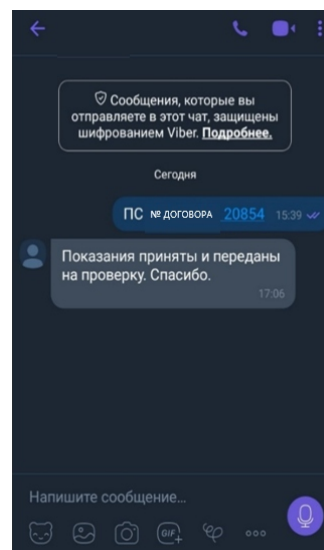 Сообщения, которые вы
отправляете в этот чат, защищены
шифрованием Viber. Подробнее.
Сегодня
ПС № ДОГОВОРА 20854 15:39
Показания приняты и переданы
на проверку. Спасибо.
17:06
Напишите сообщение...
GIF